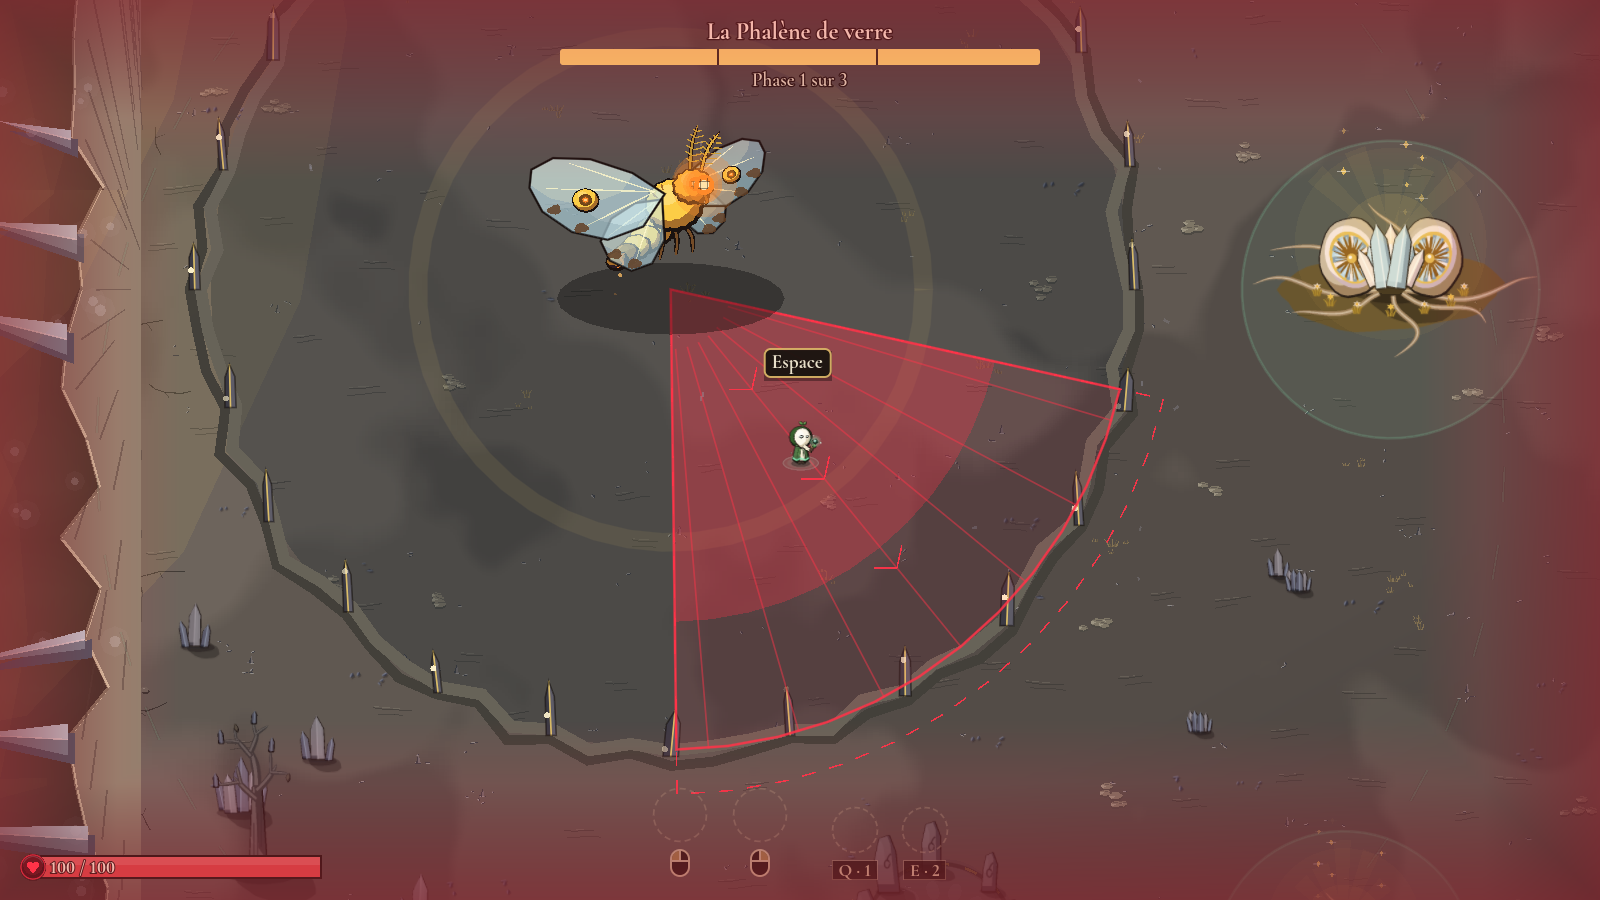 La Phalène de verre
Phase 1 sur 3
Espace
100 / 100
Q · 1
E · 2